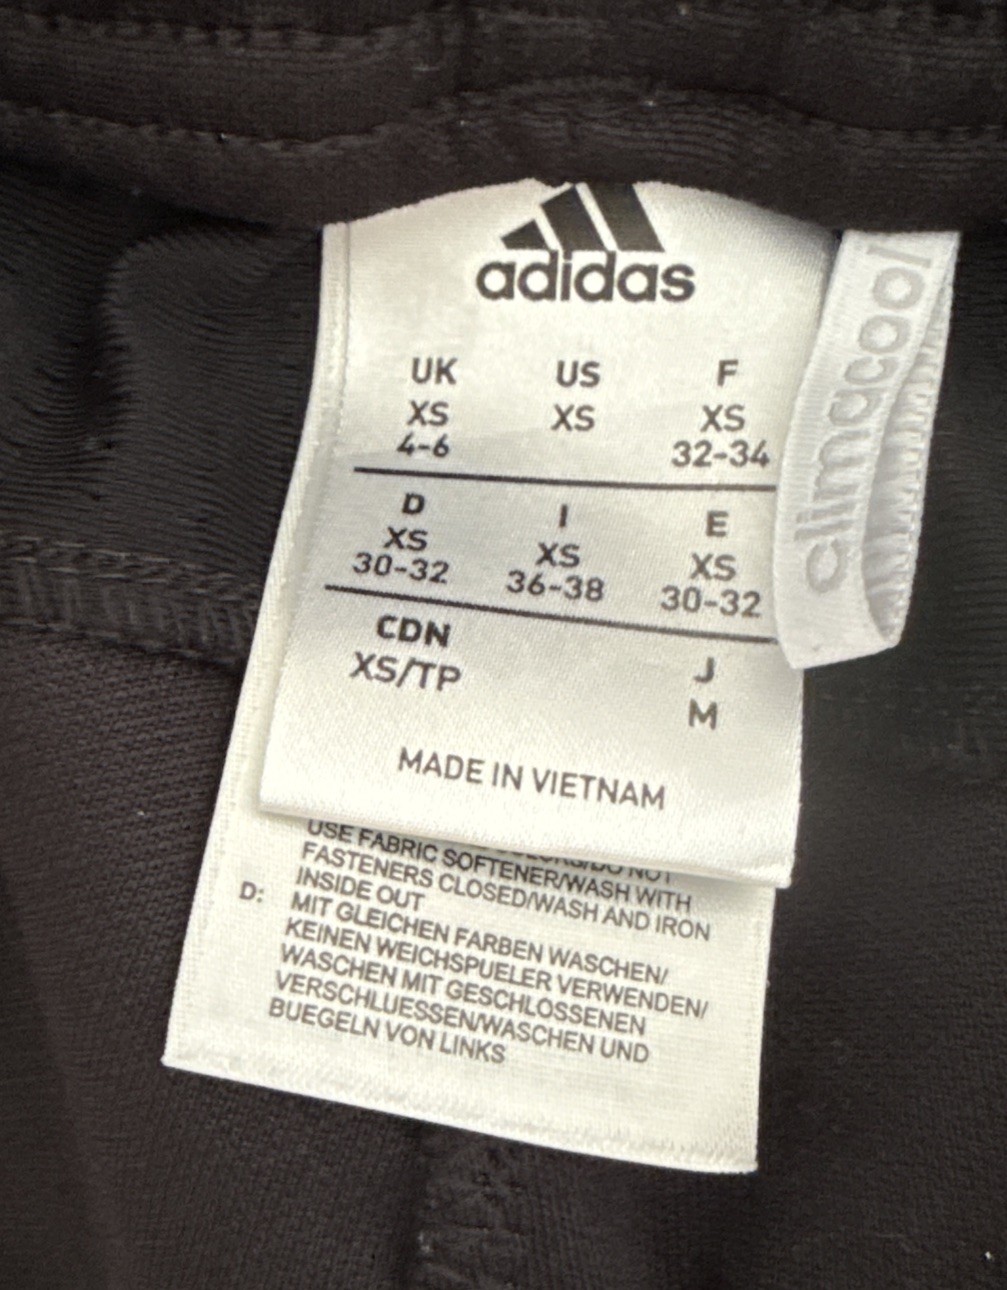 adidas
climacool
UK US F
XS XS XS
4-6 32-34
D I E
XS XS XS
30-32 36-38 30-32
CDN J
XS/TP M
MADE IN VIETNAM
NOT
USE FABRIC SOFTENER/WASH WITH
FASTENERS CLOSED/WASH AND IRON
INSIDE OUT
D: MIT GLEICHEN FARBEN WASCHEN/
KEINEN WEICHSPUELER VERWENDEN/
WASCHEN MIT GESCHLOSSENEN
VERSCHLUESSEN/WASCHEN UND
BUEGELN VON LINKS